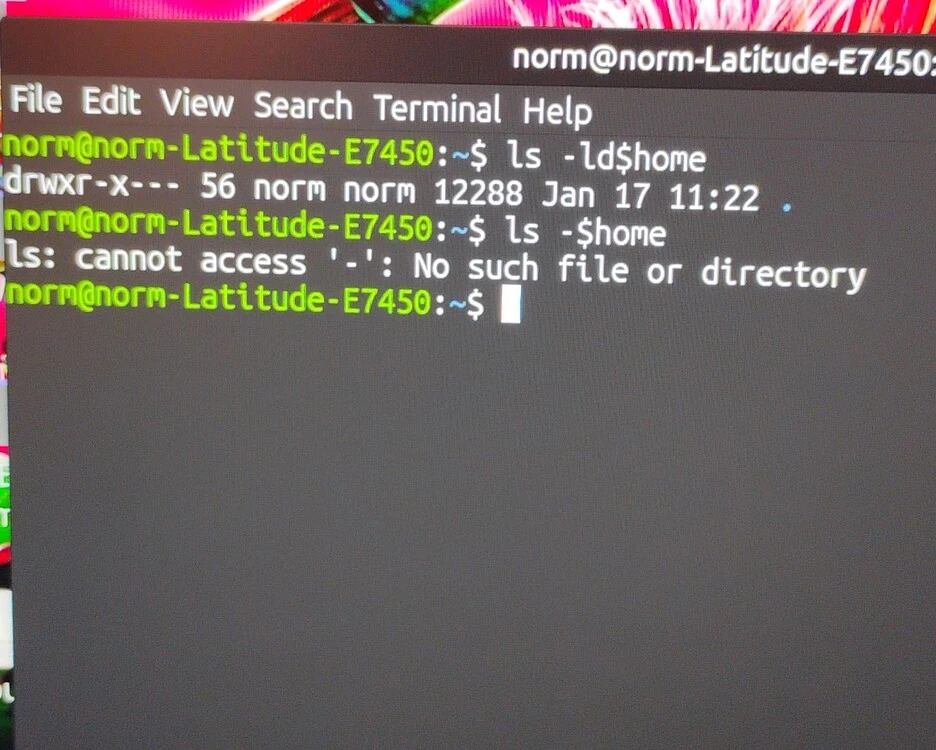 norm@norm-Latitude-E7450:
File Edit View Search Terminal Help
norm@norm-Latitude-E7450:~$ ls -ld$home
drwxr-x--- 56 norm norm 12288 Jan 17 11:22 .
norm@norm-Latitude-E7450:~$ ls -$home
ls: cannot access '-': No such file or directory
norm@norm-Latitude-E7450:~$